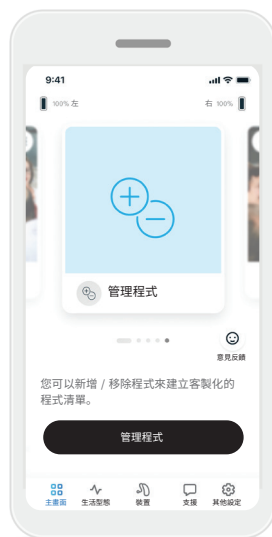 9:41
100% 左
右 100%
管理程式
意見反饋
您可以新增 / 移除程式來建立客製化的
程式清單。
管理程式
主畫面 生活型態 裝置 支援 其他設定